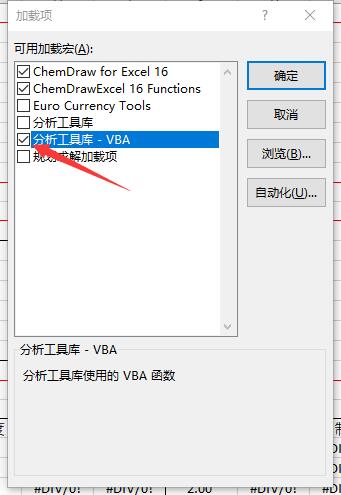 加载项
? ×
可用加载宏(A):
ChemDraw for Excel 16
ChemDrawExcel 16 Functions
Euro Currency Tools
分析工具库
分析工具库 - VBA
规划求解加载项
确定
取消
浏览(B)...
自动化(U)...
分析工具库 - VBA
分析工具库使用的 VBA 函数
度
制
#DIV/0! #DIV/0! 2.00 #DIV/0!